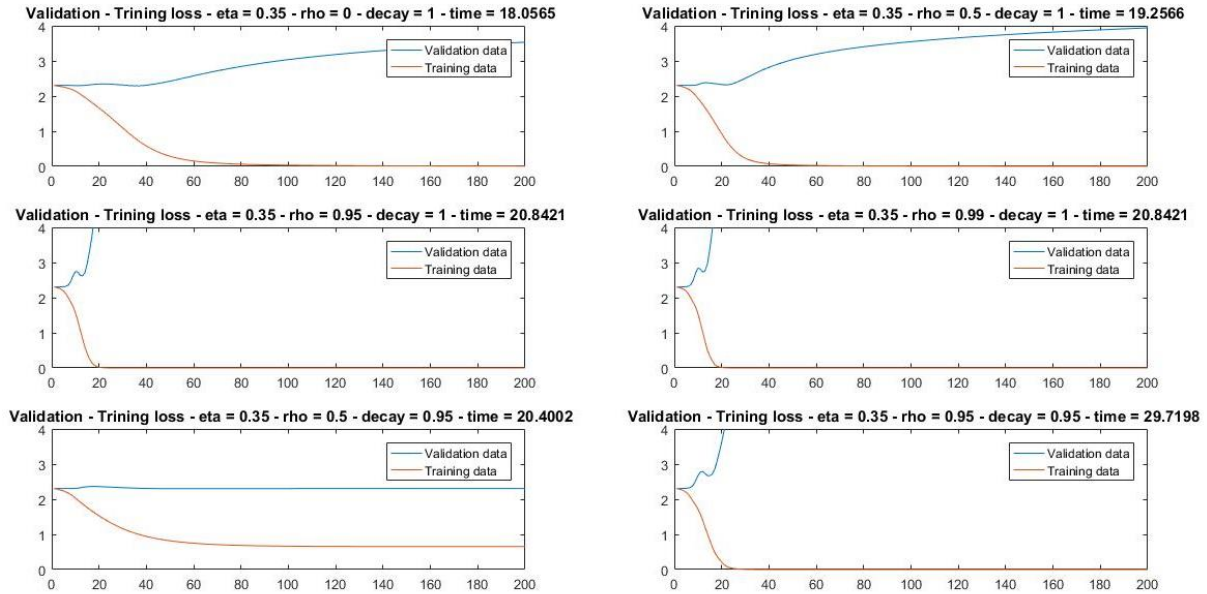 Validation - Trining loss - eta = 0.35 - rho = 0 - decay = 1 - time = 18.0565
4
3
2
1
0
Validation data
Training data
0 20 40 60 80 100 120 140 160 180 200
Validation - Trining loss - eta = 0.35 - rho = 0.5 - decay = 1 - time = 19.2566
4
3
2
1
0
Validation data
Training data
0 20 40 60 80 100 120 140 160 180 200
Validation - Trining loss - eta = 0.35 - rho = 0.95 - decay = 1 - time = 20.8421
4
3
2
1
0
Validation data
Training data
0 20 40 60 80 100 120 140 160 180 200
Validation - Trining loss - eta = 0.35 - rho = 0.99 - decay = 1 - time = 20.8421
4
3
2
1
0
Validation data
Training data
0 20 40 60 80 100 120 140 160 180 200
Validation - Trining loss - eta = 0.35 - rho = 0.5 - decay = 0.95 - time = 20.4002
4
3
2
1
0
Validation data
Training data
0 20 40 60 80 100 120 140 160 180 200
Validation - Trining loss - eta = 0.35 - rho = 0.95 - decay = 0.95 - time = 29.7198
4
3
2
1
0
Validation data
Training data
0 20 40 60 80 100 120 140 160 180 200